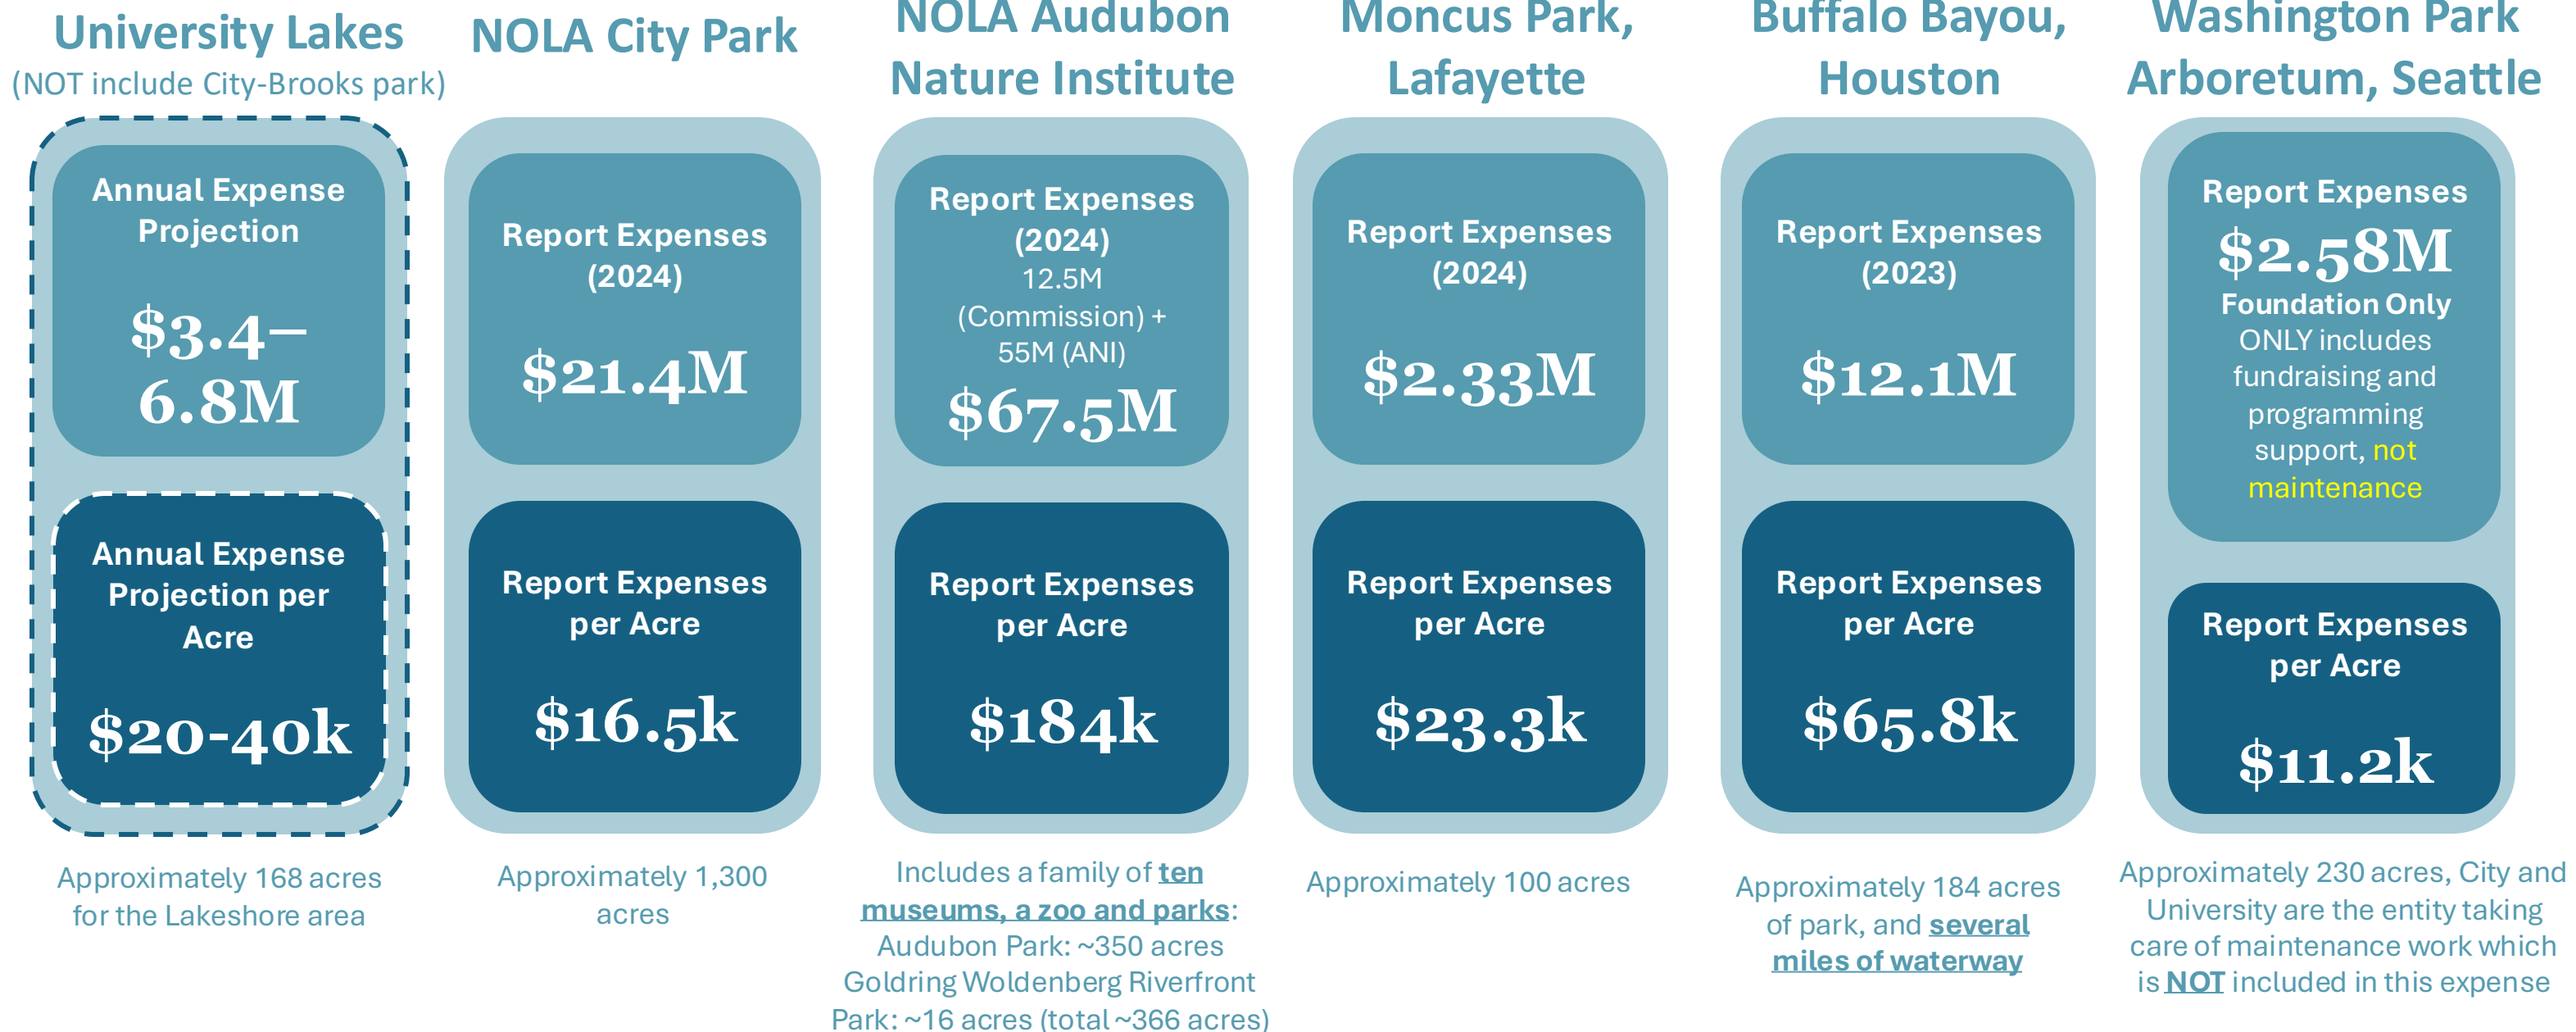 University Lakes
(NOT include City-Brooks park)
Annual Expense
Projection
$3.4–
6.8M
Annual Expense
Projection per
Acre
$20-40k
Approximately 168 acres
for the Lakeshore area
NOLA City Park
Report Expenses
(2024)
$21.4M
Report Expenses
per Acre
$16.5k
Approximately 1,300
acres
NOLA Audubon
Nature Institute
Report Expenses
(2024)
12.5M
(Commission) +
55M (ANI)
$67.5M
Report Expenses
per Acre
$184k
Includes a family of ten
museums, a zoo and parks:
Audubon Park: ~350 acres
Goldring Woldenberg Riverfront
Park: ~16 acres (total ~366 acres)
Moncus Park,
Lafayette
Report Expenses
(2024)
$2.33M
Report Expenses
per Acre
$23.3k
Approximately 100 acres
Buffalo Bayou,
Houston
Report Expenses
(2023)
$12.1M
Report Expenses
per Acre
$65.8k
Approximately 184 acres
of park, and several
miles of waterway
Washington Park
Arboretum, Seattle
Report Expenses
$2.58M
Foundation Only
ONLY includes
fundraising and
programming
support, not
maintenance
Report Expenses
per Acre
$11.2k
Approximately 230 acres, City and
University are the entity taking
care of maintenance work which
is NOT included in this expense